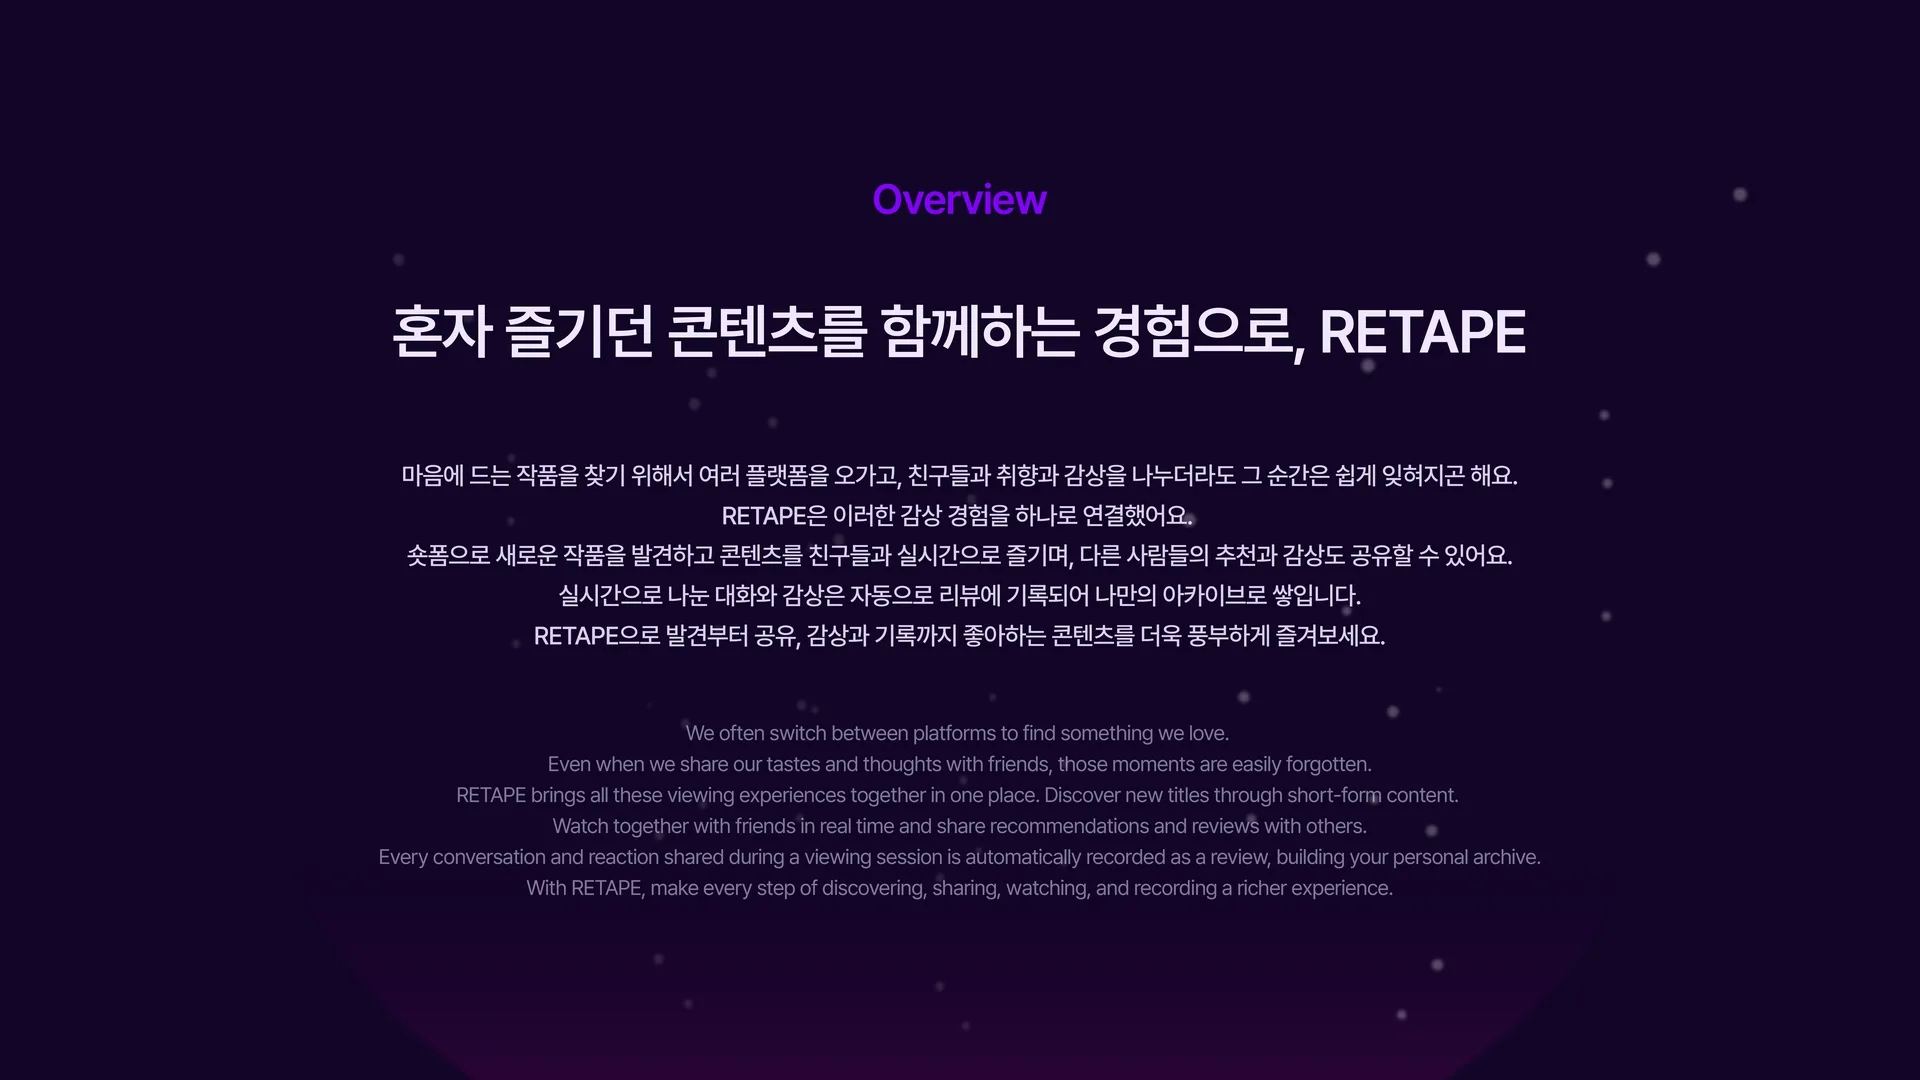 Overview
혼자 즐기던 콘텐츠를 함께하는 경험으로, RETAPE
마음에 드는 작품을 찾기 위해서 여러 플랫폼을 오가고, 친구들과 취향과 감상을 나누더라도 그 순간은 쉽게 잊혀지곤 해요.
RETAPE은 이러한 감상 경험을 하나로 연결했어요.
숏폼으로 새로운 작품을 발견하고 콘텐츠를 친구들과 실시간으로 즐기며, 다른 사람들의 추천과 감상도 공유할 수 있어요.
실시간으로 나눈 대화와 감상은 자동으로 리뷰에 기록되어 나만의 아카이브로 쌓입니다.
RETAPE으로 발견부터 공유, 감상과 기록까지 좋아하는 콘텐츠를 더욱 풍부하게 즐겨보세요.
We often switch between platforms to find something we love.
Even when we share our tastes and thoughts with friends, those moments are easily forgotten.
RETAPE brings all these viewing experiences together in one place. Discover new titles through short-form content.
Watch together with friends in real time and share recommendations and reviews with others.
Every conversation and reaction shared during a viewing session is automatically recorded as a review, building your personal archive.
With RETAPE, make every step of discovering, sharing, watching, and recording a richer experience.